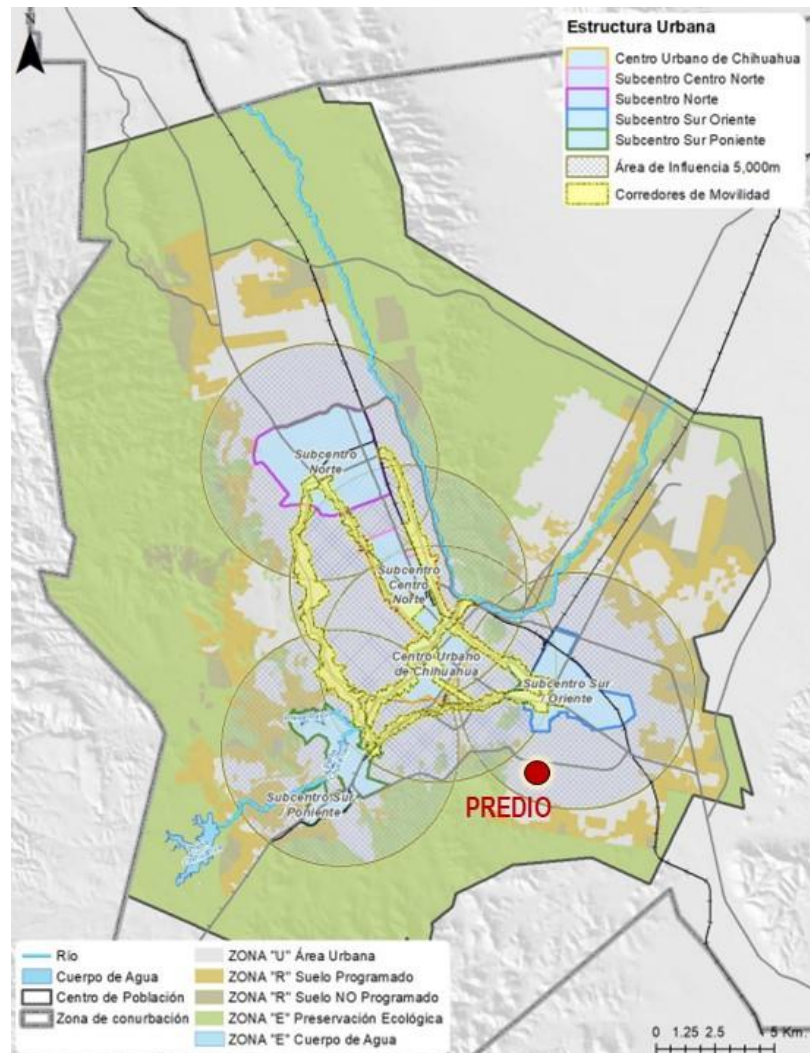 N
Estructura Urbana
Centro Urbano de Chihuahua
Subcentro Centro Norte
Subcentro Norte
Subcentro Sur Oriente
Subcentro Sur Poniente
Área de Influencia 5,000m
Corredores de Movilidad
Subcentro
Norte
Subcentro
Centro
Norte
Centro Urbano
de Chihuahua
Subcentro Sur
Oriente
Subcentro Sur
Poniente
PREDIO
Río
Cuerpo de Agua
Centro de Población
Zona de conurbación
ZONA "U" Área Urbana
ZONA "R" Suelo Programado
ZONA "R" Suelo NO Programado
ZONA "E" Preservación Ecológica
ZONA "E" Cuerpo de Agua
0 1.25 2.5 5 Km.